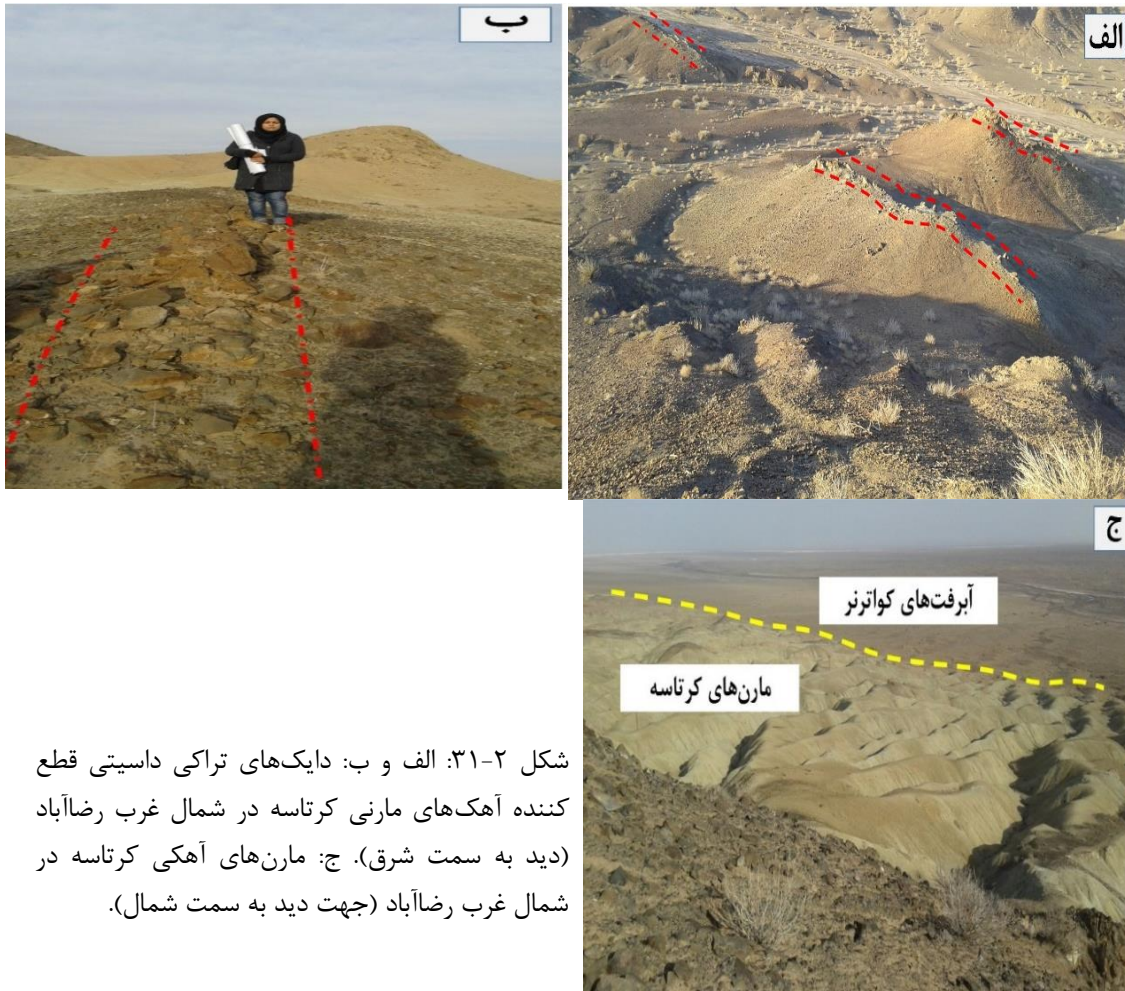 الف
ب
ج
آبرفت‌های کواترنر
مارن‌های کرتاسه
شکل ۲-۳۱: الف و ب: دایک‌های تراکی داسیتی قطع
کننده آهک‌های مارنی کرتاسه در شمال غرب رضاآباد
(دید به سمت شرق). ج: مارن‌های آهکی کرتاسه در
شمال غرب رضاآباد (جهت دید به سمت شمال).